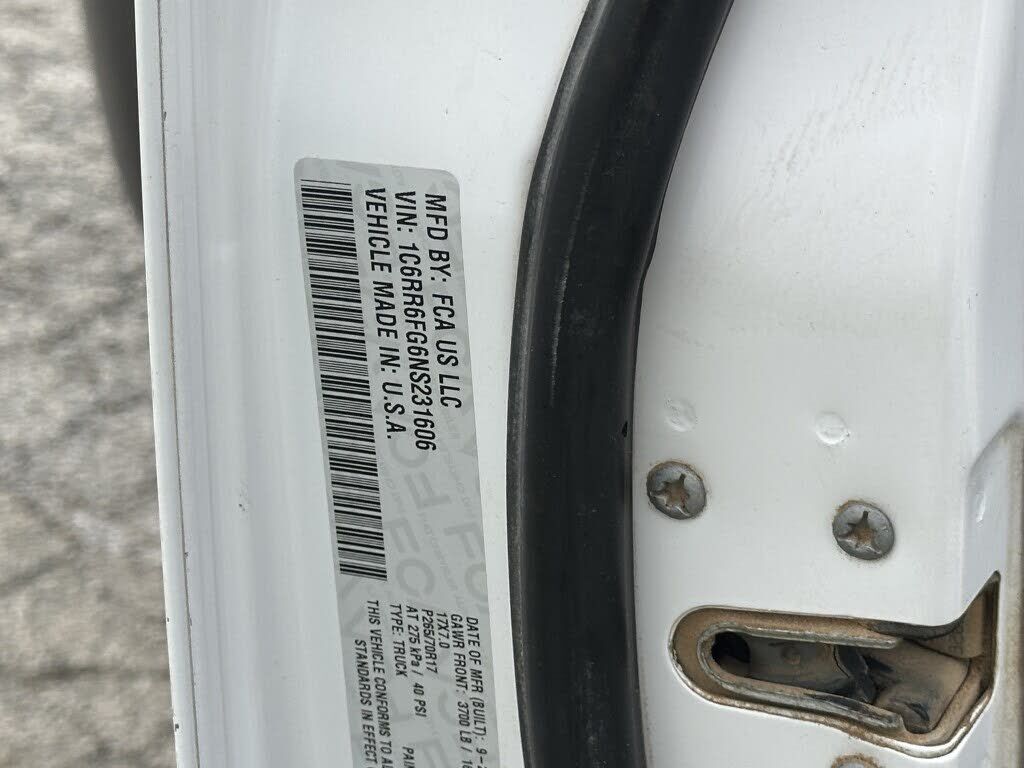 MFD BY: FCA US LLC
VIN: 1C6RR6FG6NS231606
VEHICLE MADE IN: U.S.A.
DATE OF MFR (BUILT): 9-
GAWR FRONT: 3700 LB /
17X7.0
P265/70R17
AT 275 kPa / 40 PSI
TYPE: TRUCK
THIS VEHICLE CONFORMS TO
STANDARDS IN EFFECT